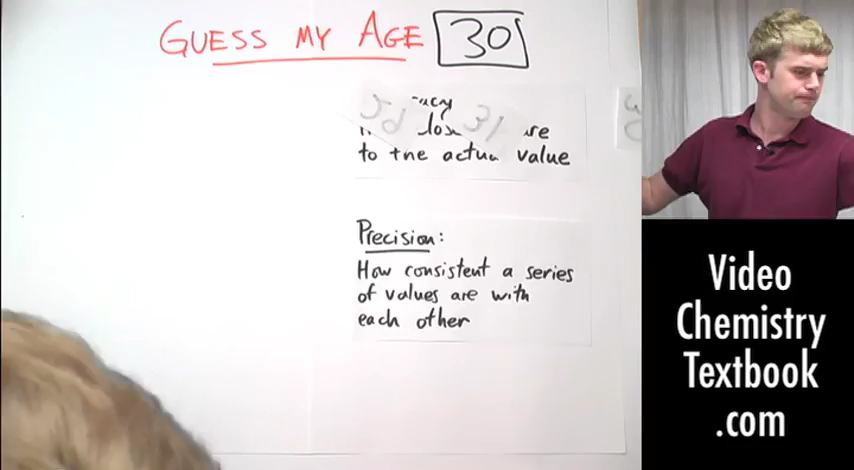 GUESS MY AGE 30
31
to the actual value
Precision:
How consistent a series
of values are with
each other
Video
Chemistry
Textbook
.com